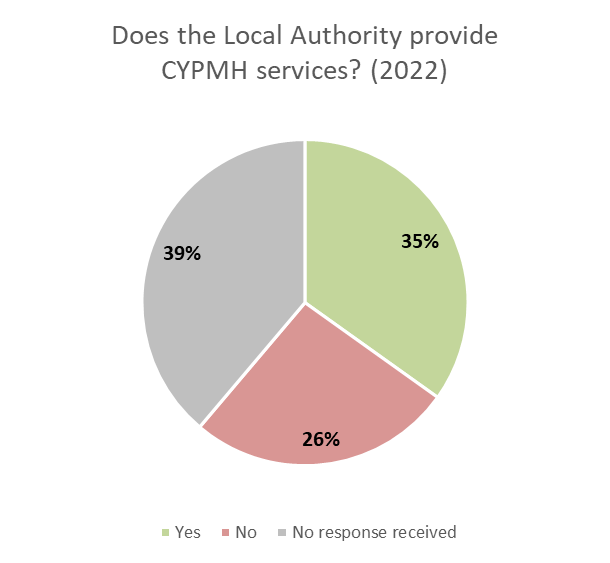 Does the Local Authority provide
CYPMH services? (2022)
35%
39%
26%
Yes No No response received